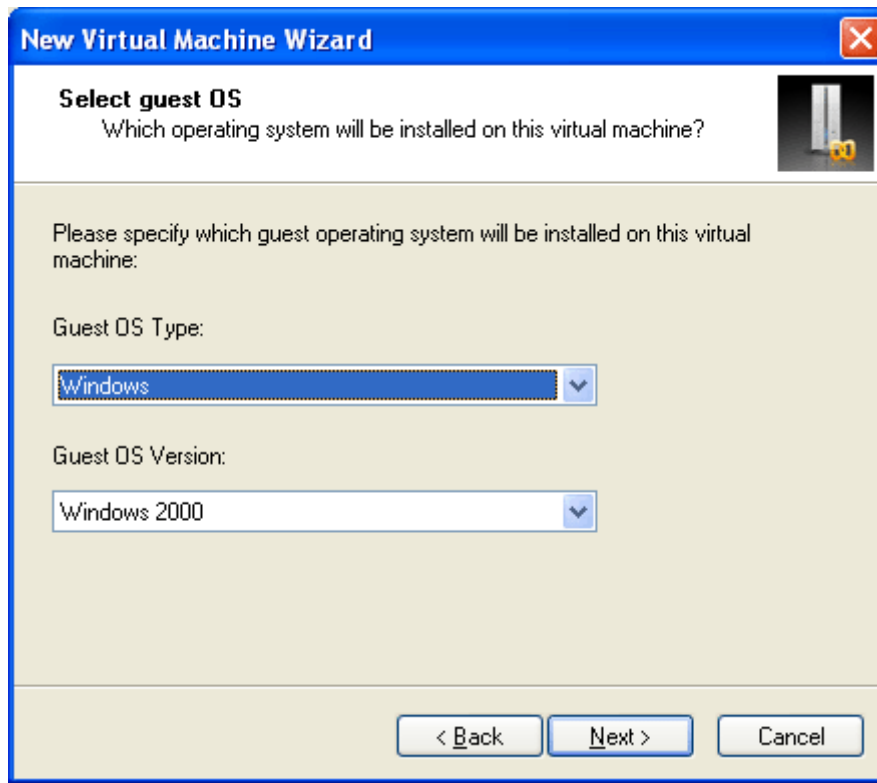 New Virtual Machine Wizard
Select guest OS
Which operating system will be installed on this virtual machine?
Please specify which guest operating system will be installed on this virtual
machine:
Guest OS Type:
Windows
Guest OS Version:
Windows 2000
< Back
Next >
Cancel